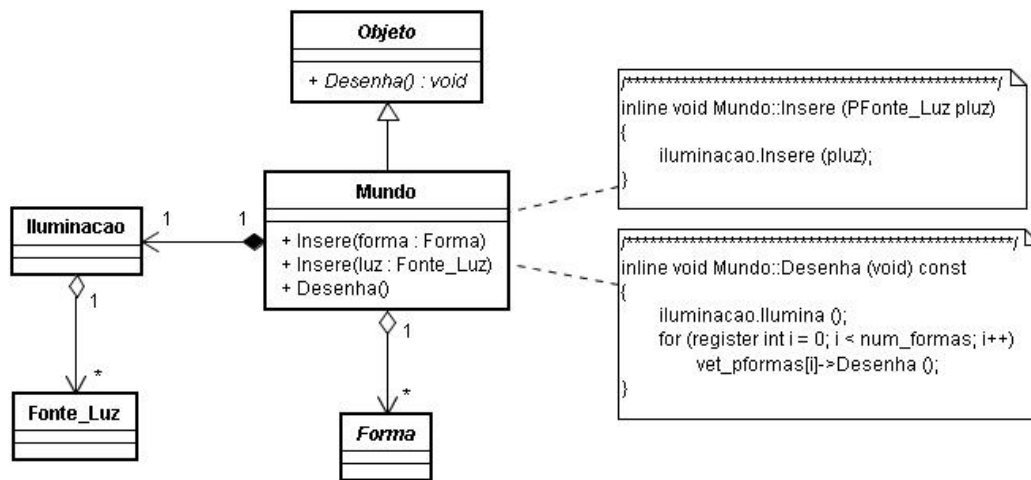 Objeto
+ Desenha() : void
/*************************************************/
inline void Mundo::Insere (PFonte_Luz pluz)
{
iluminacao.Insere (pluz);
}
Mundo
+ Insere(forma : Forma)
+ Insere(luz : Fonte_Luz)
+ Desenha()
Iluminacao
1
1
/***************************************************/
inline void Mundo::Desenha (void) const
{
iluminacao.Ilumina ();
for (register int i = 0; i < num_formas; i++)
vet_pformas[i]->Desenha ();
}
1
*
Fonte_Luz
1
*
Forma